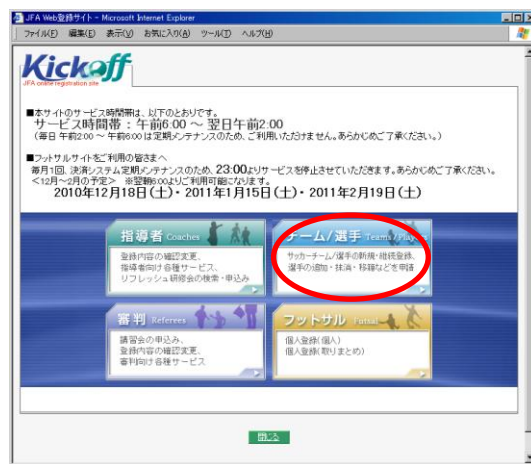 JFA Web登録サイト - Microsoft Internet Explorer
ファイル(F) 編集(E) 表示(V) お気に入り(A) ツール(T) ヘルプ(H)
Kickoff
JFA online registration site
■本サイトのサービス時間帯は、以下のとおりです。
サービス時間帯：午前6:00 ～ 翌日午前2:00
(毎日 午前2:00 ～ 午前6:00 は定期メンテナンスのため、ご利用いただけません。あらかじめご了承ください。)
■フットサルサイトをご利用の皆さまへ
毎月1回、決済システム定期メンテナンスのため、23:00よりサービスを停止させていただきます。あらかじめご了承ください。
<12月～2月の予定> ※翌朝6:00よりご利用可能になります。
2010年12月18日(土)・2011年1月15日(土)・2011年2月19日(土)
指導者 Coaches
登録内容の確認変更、
指導者向け各種サービス、
リフレッシュ研修会の検索・申込み
チーム/選手 Teams/Players
サッカーチーム/選手の新規・継続登録、
選手の追加・抹消・移籍などを申請
審判 Referees
講習会の申込み、
登録内容の確認変更、
審判向け各種サービス
フットサル Futsal
個人登録(個人)
個人登録(取りまとめ)
閉じる